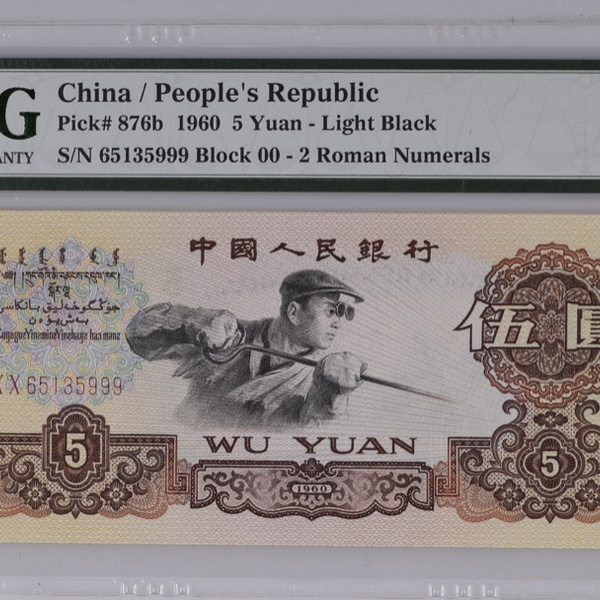 G China / People's Republic
Pick# 876b 1960 5 Yuan - Light Black
ANTY S/N 65135999 Block 00 - 2 Roman Numerals
中國人民銀行
伍圓
X 65135999
5
WU YUAN
5
1960